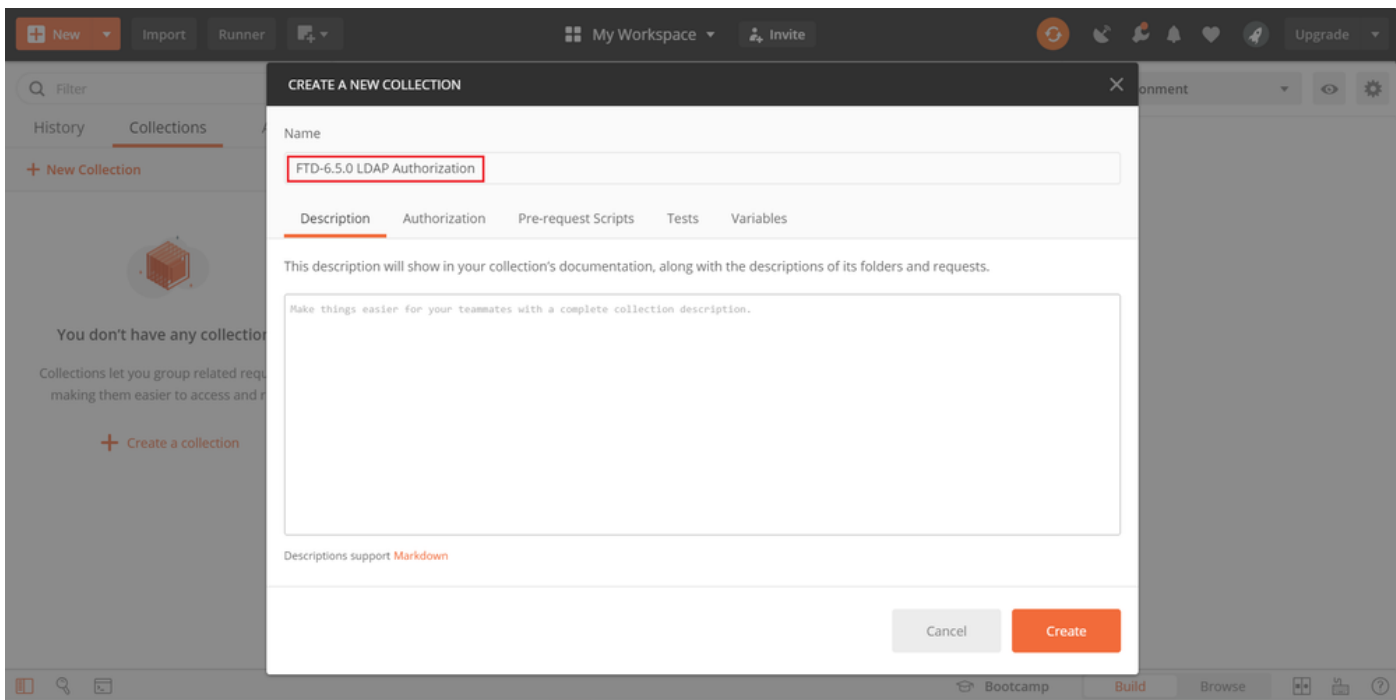 New
Import
Runner
My Workspace
Invite
Upgrade
Filter
CREATE A NEW COLLECTION
onment
History
Collections
Name
+ New Collection
FTD-6.5.0 LDAP Authorization
Description
Authorization
Pre-request Scripts
Tests
Variables
This description will show in your collection's documentation, along with the descriptions of its folders and requests.
Make things easier for your teammates with a complete collection description.
You don't have any collection
Collections let you group related requ
making them easier to access and r
+ Create a collection
Descriptions support Markdown
Cancel
Create
Bootcamp
Build
Browse